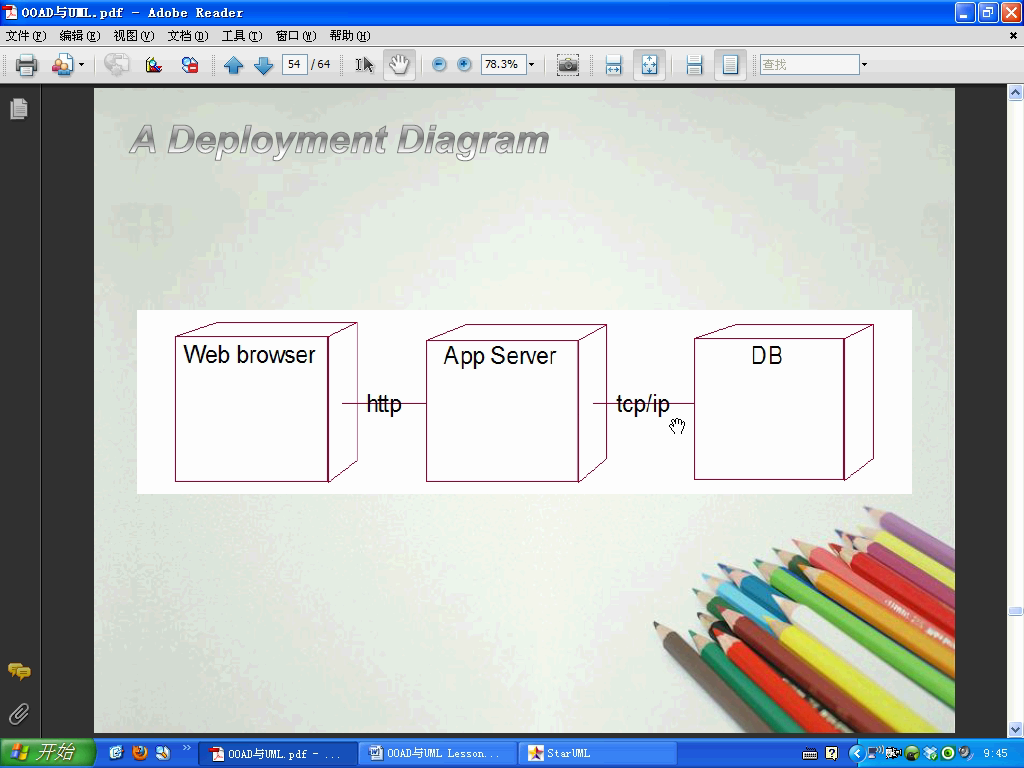 OOAD与UML.pdf - Adobe Reader
文件(F) 编辑(E) 视图(V) 文档(D) 工具(T) 窗口(W) 帮助(H)
54 / 64 78.3% 查找
A Deployment Diagram
Web browser App Server DB
http tcp/ip
开始 OOAD与UML.pdf - ... OOAD与UML Lesson... StarUML 9:45